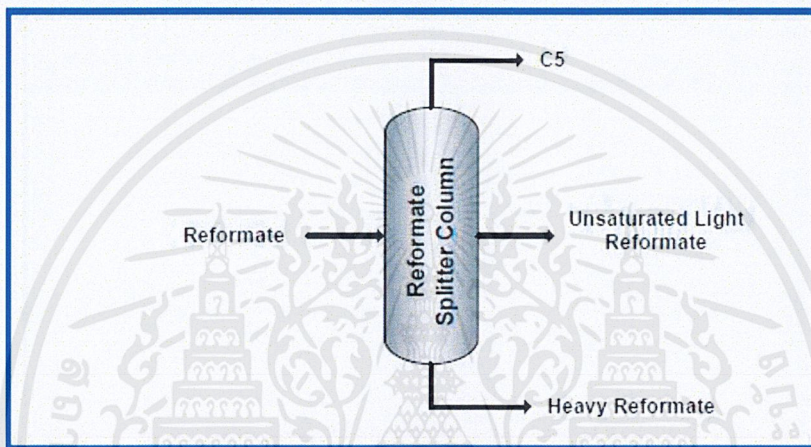 C5
Reformate
Reformate
Splitter Column
Unsaturated Light
Reformate
Heavy Reformate